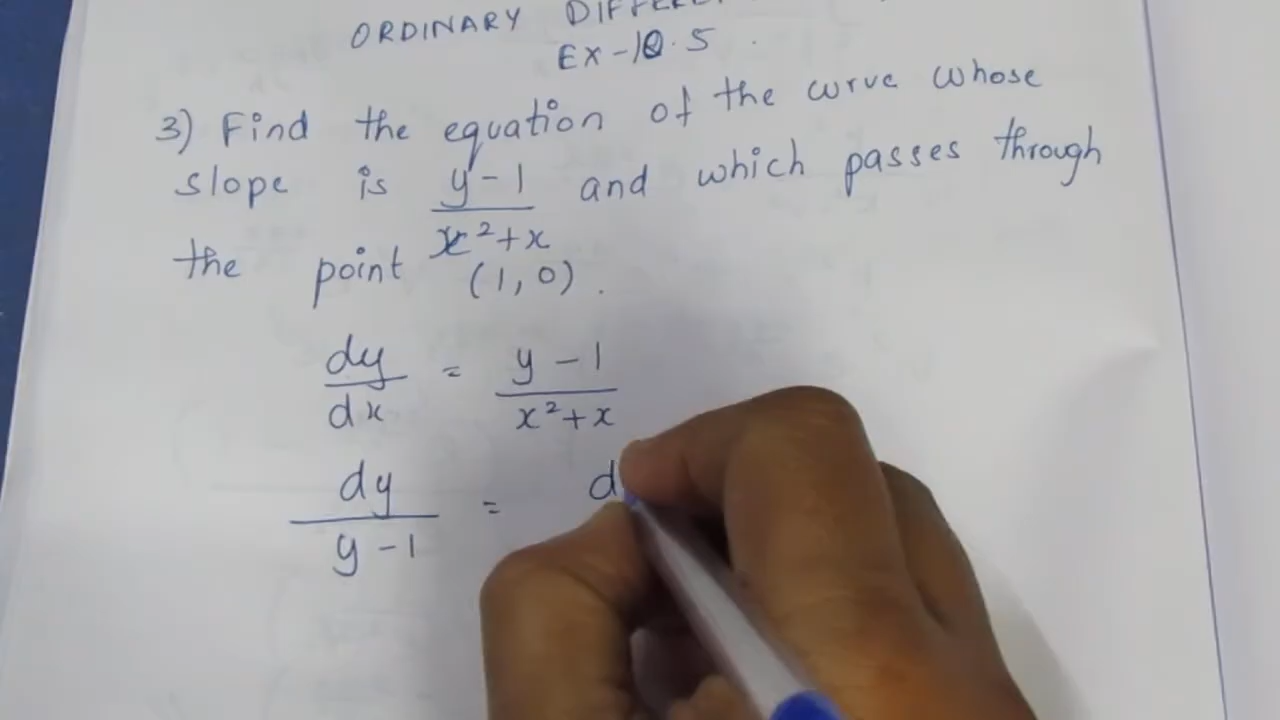 ORDINARY
EX-10.5
3) Find the equation of the curve whose
slope is y-1/x²+x and which passes through
the point (1,0).
dy/dx = y-1/x²+x
dy/y-1 = d